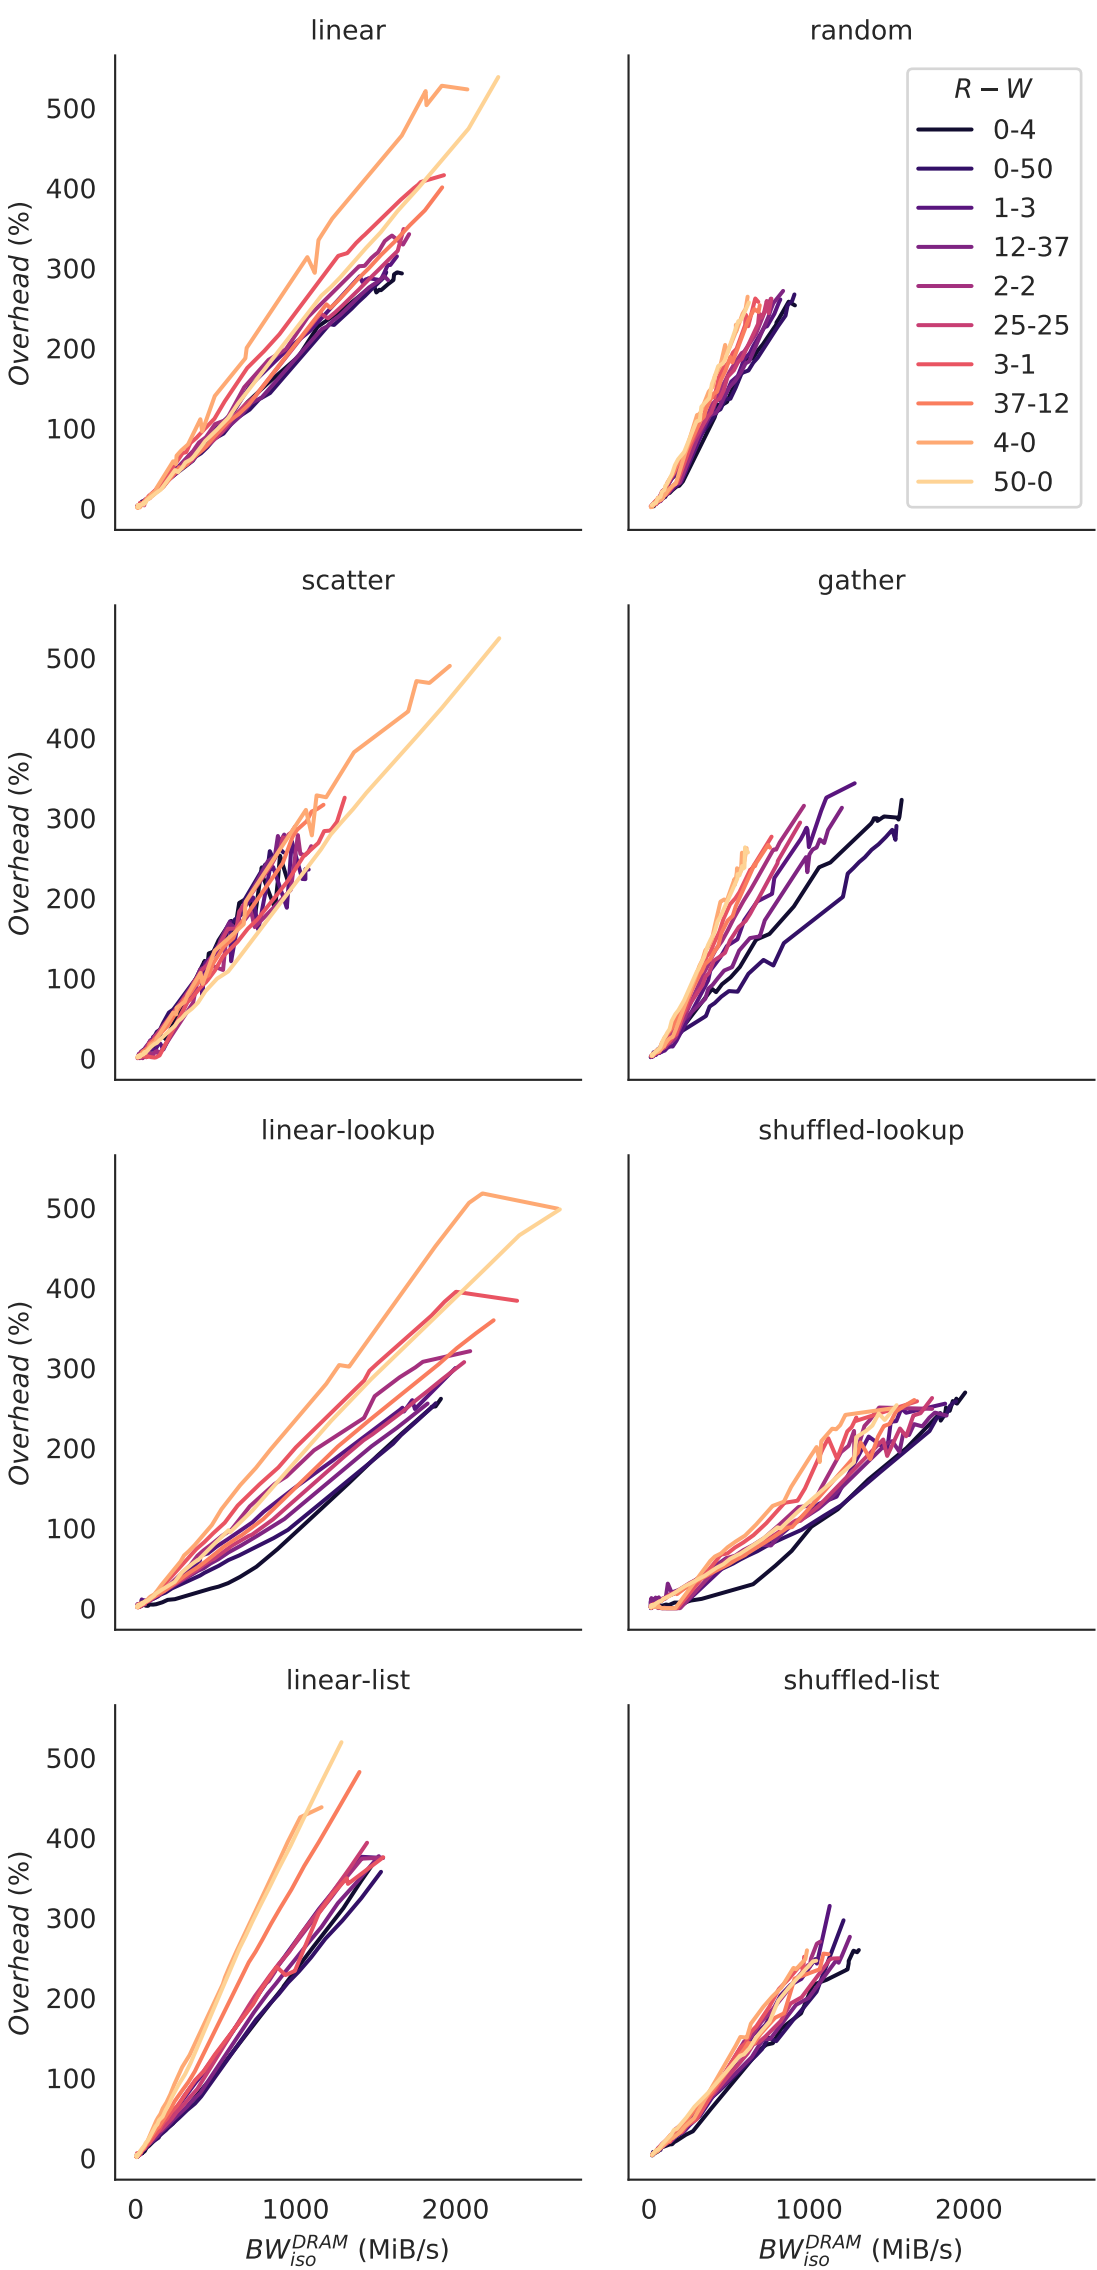 linear
random
Overhead (%)
500
400
300
200
100
0
R − W
0-4
0-50
1-3
12-37
2-2
25-25
3-1
37-12
4-0
50-0
scatter
gather
Overhead (%)
500
400
300
200
100
0
linear-lookup
shuffled-lookup
Overhead (%)
500
400
300
200
100
0
linear-list
shuffled-list
Overhead (%)
500
400
300
200
100
0
0 1000 2000
0 1000 2000
BW_iso^DRAM (MiB/s)
BW_iso^DRAM (MiB/s)